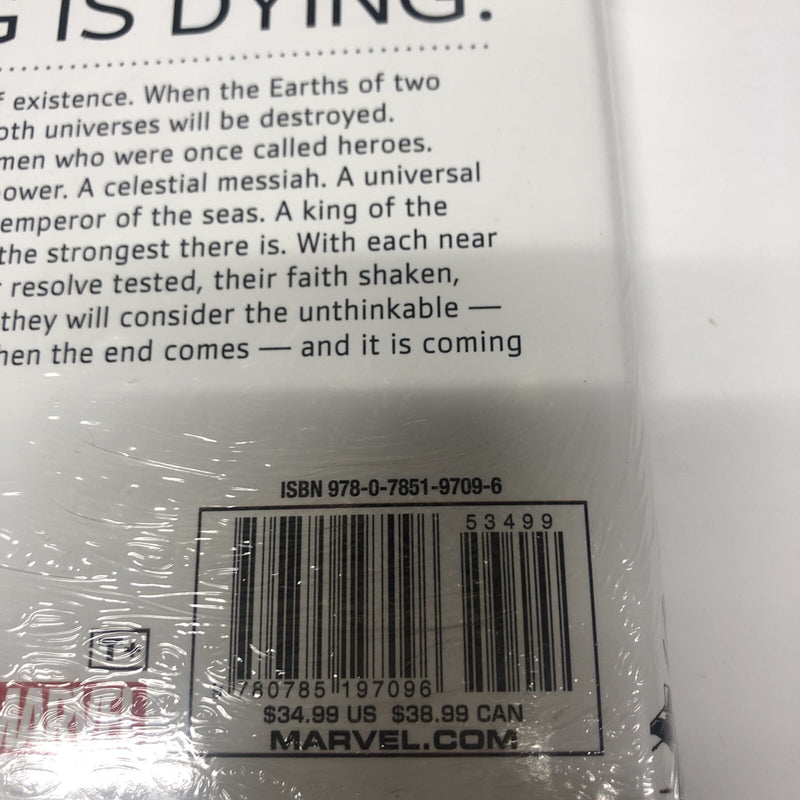 G IS DYING.
f existence. When the Earths of two
oth universes will be destroyed.
men who were once called heroes.
ower. A celestial messiah. A universal
emperor of the seas. A king of the
the strongest there is. With each near
r resolve tested, their faith shaken,
they will consider the unthinkable —
hen the end comes — and it is coming
ISBN 978-0-7851-9709-6
53499
9 780785 197096
T+
MARVEL
$34.99 US $38.99 CAN
MARVEL.COM